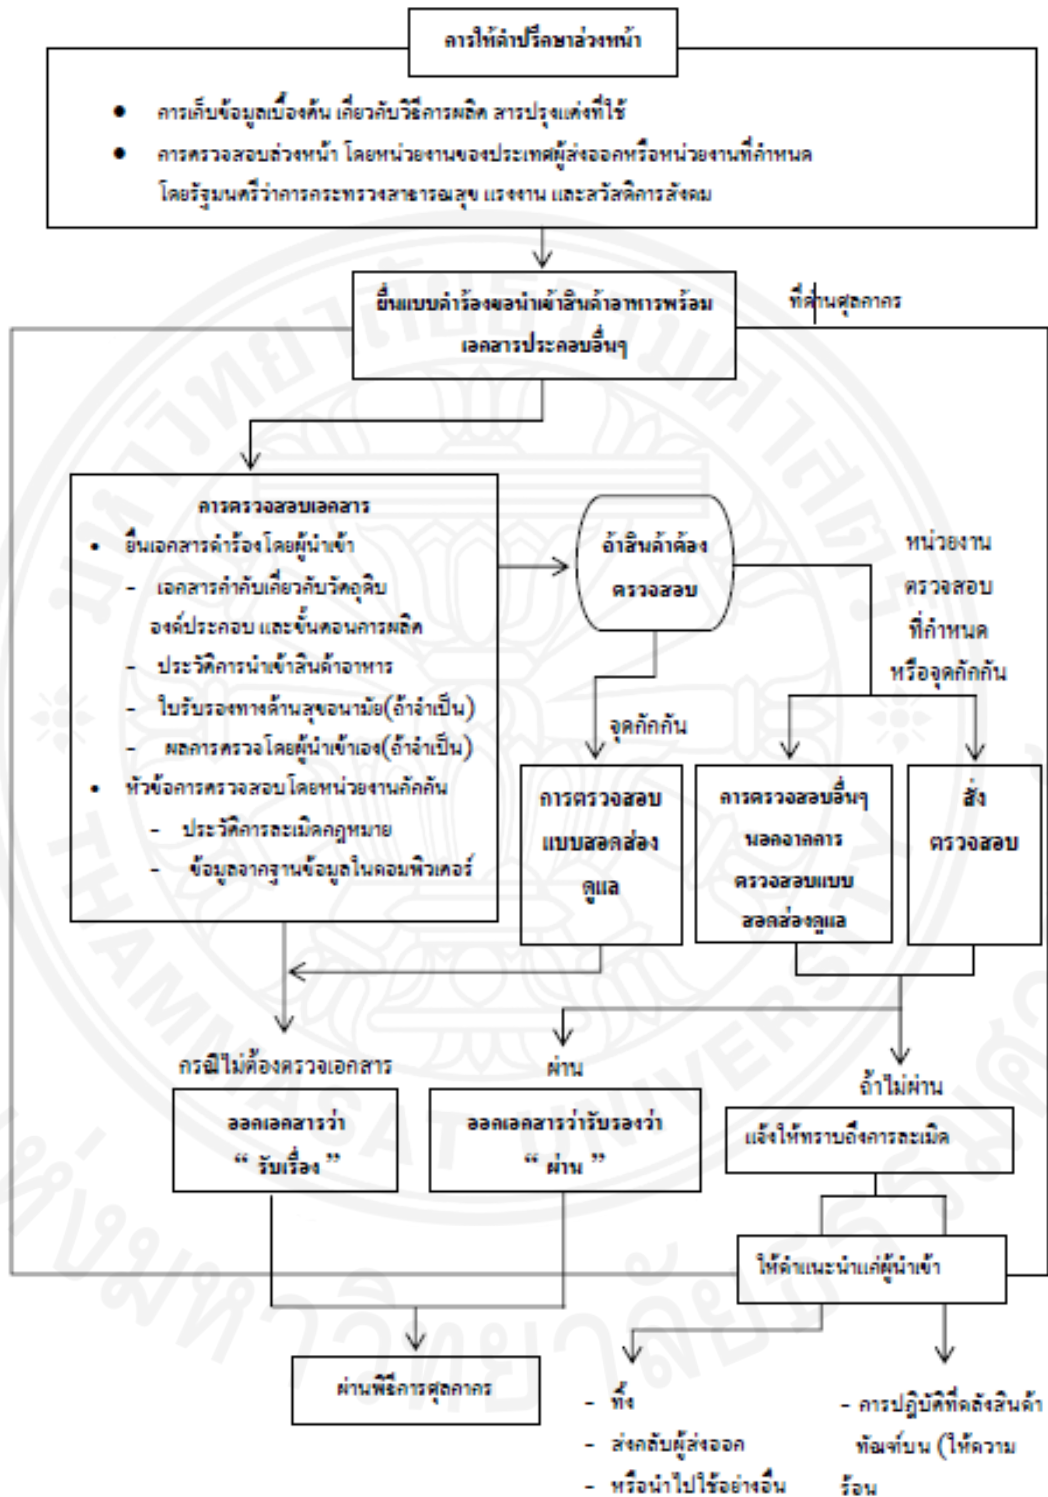 การให้คำปรึกษาล่วงหน้า
● การเก็บข้อมูลเบื้องต้น เกี่ยวกับวิธีการผลิต สารปรุงแต่งที่ใช้
● การตรวจสอบล่วงหน้า โดยหน่วยงานของประเทศผู้ส่งออกหรือหน่วยงานที่กำหนด
โดยรัฐมนตรีว่าการกระทรวงสาธารณสุข แรงงาน และสวัสดิการสังคม
ยื่นแบบคำร้องขอนำเข้าสินค้าอาหารพร้อม
เอกสารประกอบอื่นๆ
ที่ด่านศุลกากร
การตรวจสอบเอกสาร
• ยื่นเอกสารคำร้องโดยผู้นำเข้า
- เอกสารกำกับเกี่ยวกับวัตถุดิบ
องค์ประกอบ และขั้นตอนการผลิต
- ประวัติการนำเข้าสินค้าอาหาร
- ใบรับรองทางด้านสุขอนามัย(ถ้าจำเป็น)
- ผลการตรวจโดยผู้นำเข้าเอง(ถ้าจำเป็น)
• หัวข้อการตรวจสอบโดยหน่วยงานกักกัน
- ประวัติการละเมิดกฎหมาย
- ข้อมูลจากฐานข้อมูลในคอมพิวเตอร์
ถ้าสินค้าต้อง
ตรวจสอบ
หน่วยงาน
ตรวจสอบ
ที่กำหนด
หรือจุดกักกัน
จุดกักกัน
การตรวจสอบ
แบบสอดส่อง
ดูแล
การตรวจสอบอื่นๆ
นอกจากการ
ตรวจสอบแบบ
สอดส่องดูแล
สั่ง
ตรวจสอบ
กรณีไม่ต้องตรวจเอกสาร
ออกเอกสารว่า
“ รับเรื่อง ”
ผ่าน
ออกเอกสารว่ารับรองว่า
“ ผ่าน ”
ถ้าไม่ผ่าน
แจ้งให้ทราบถึงการละเมิด
ให้คำแนะนำแก่ผู้นำเข้า
ผ่านพิธีการศุลกากร
- ทิ้ง
- ส่งกลับผู้ส่งออก
- หรือนำไปใช้อย่างอื่น
- การปฏิบัติที่คลังสินค้า
ทัณฑ์บน (ให้ความ
ร้อน
มหาวิทยาลัยธรรมศาสตร์
THAMMASAT UNIVERSITY